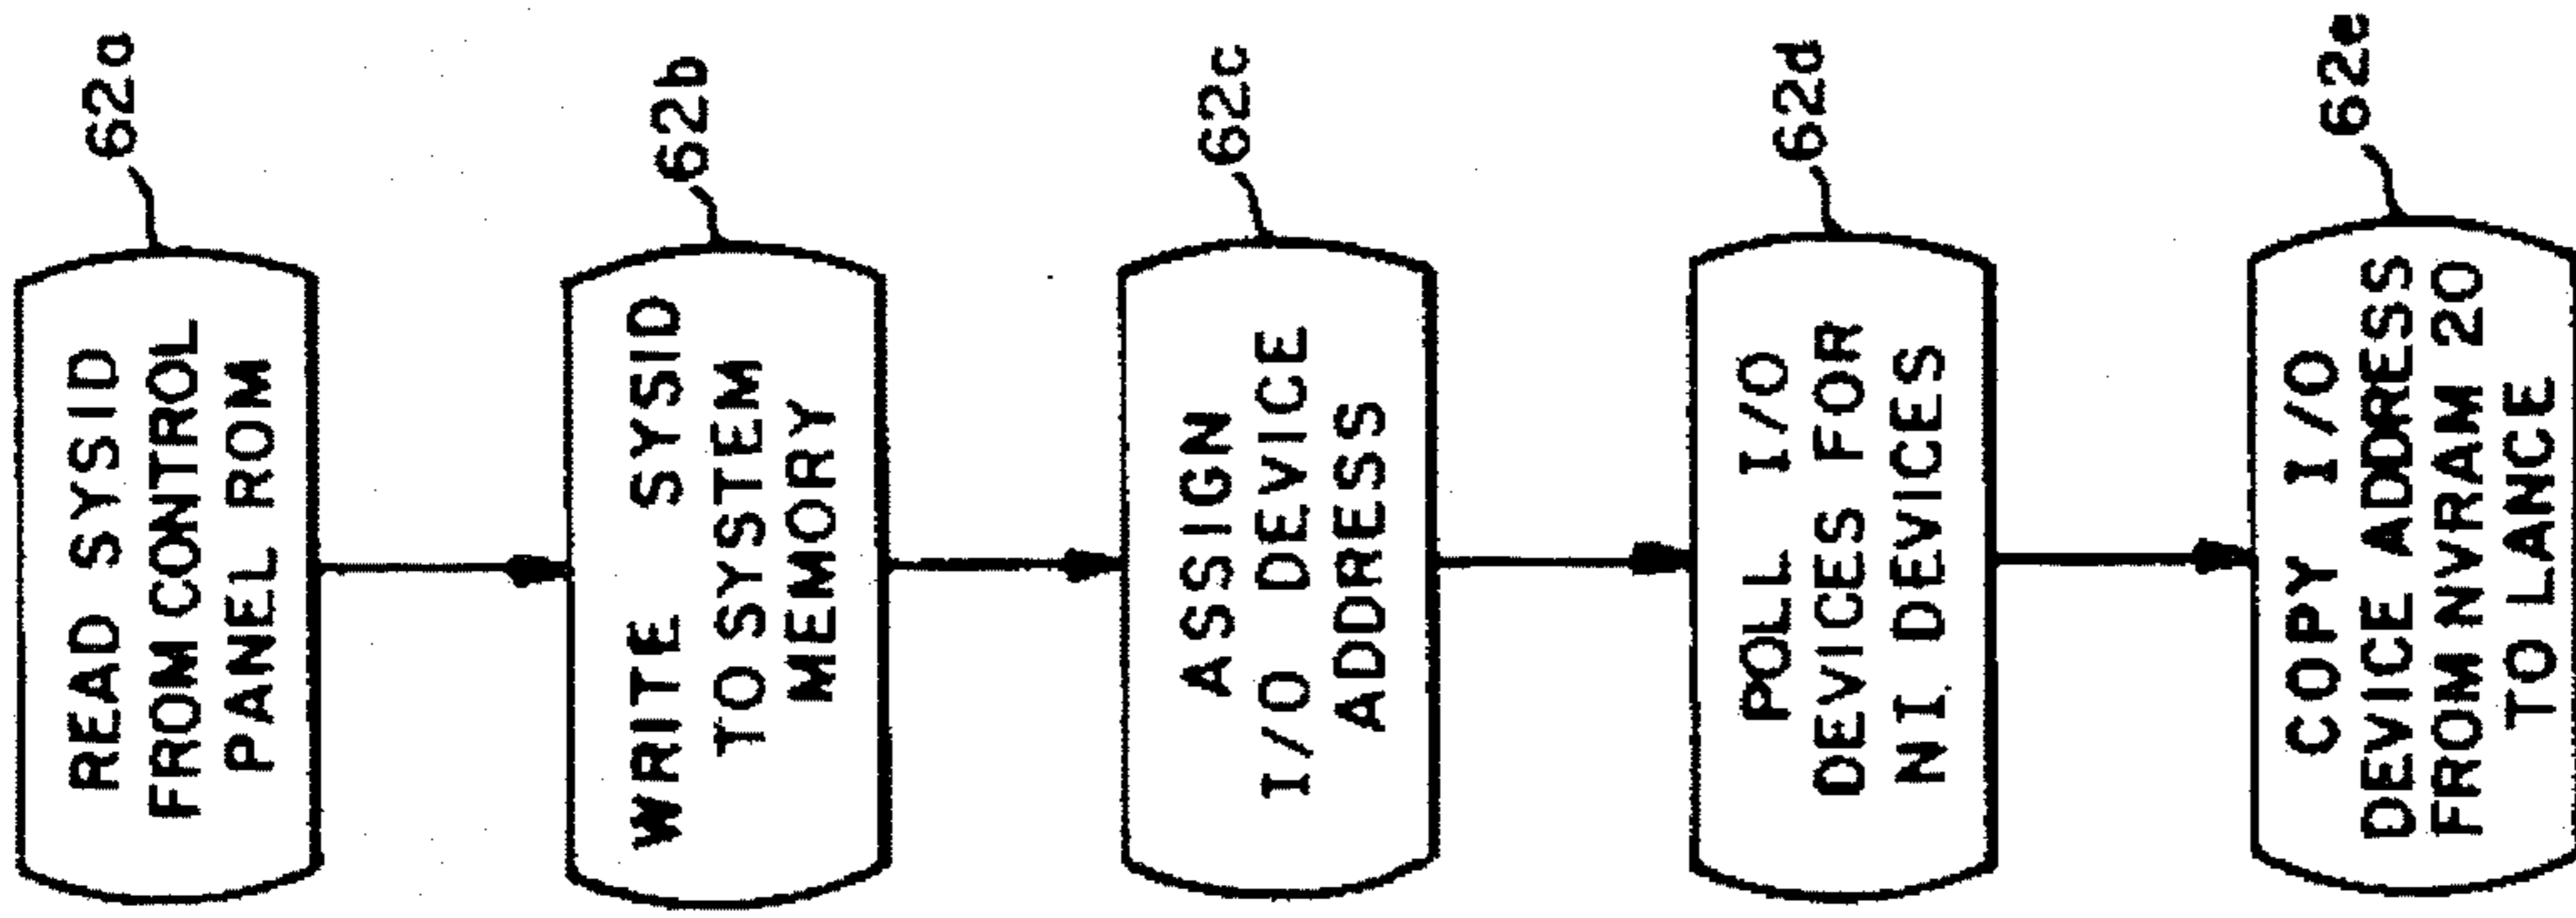 62a
READ SYSID
FROM CONTROL
PANEL ROM
62b
WRITE SYSID
TO SYSTEM
MEMORY
62c
ASSIGN
I/O DEVICE
ADDRESS
62d
POLL I/O
DEVICES FOR
NI DEVICES
62e
COPY I/O
DEVICE ADDRESS
FROM NVRAM 20
TO LANCE